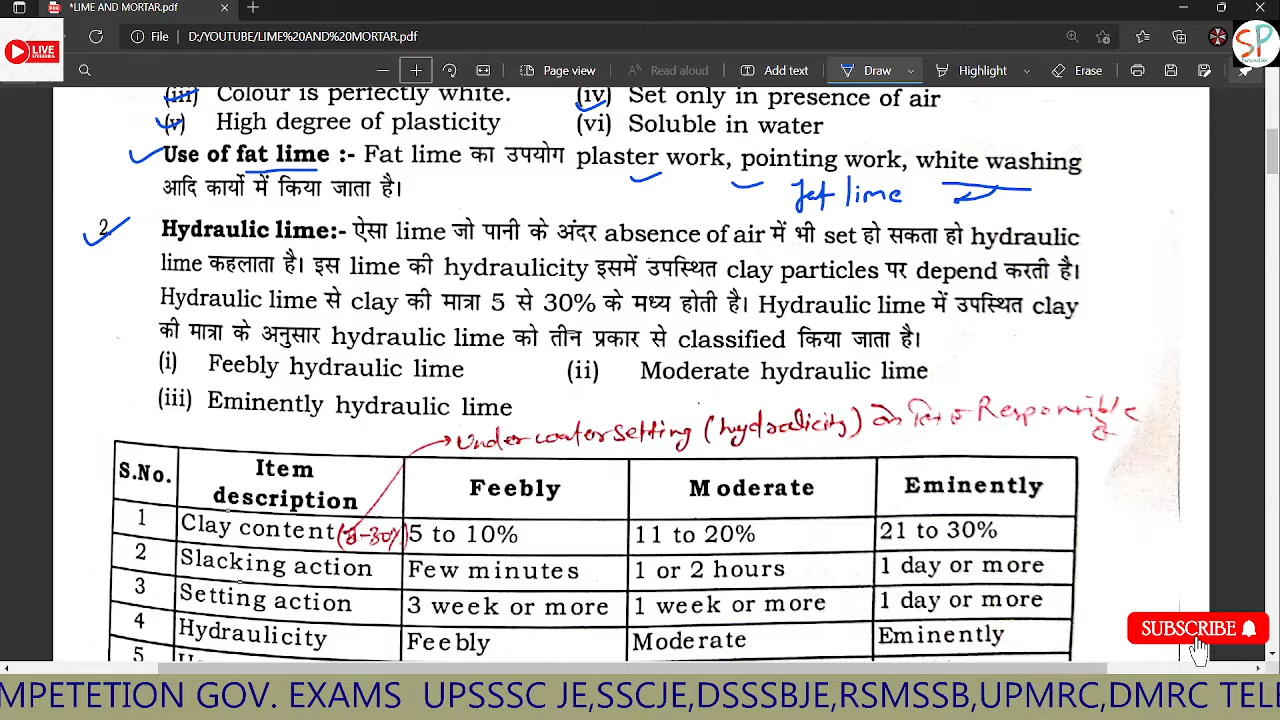 *LIME AND MORTAR.pdf
File D:/YOUTUBE/LIME%20AND%20MORTAR.pdf
LIVE
STREAMING
SP
Page view Read aloud Add text Draw Highlight Erase
(iii) Colour is perfectly white. (iv) Set only in presence of air
(v) High degree of plasticity (vi) Soluble in water
Use of fat lime :- Fat lime का उपयोग plaster work, pointing work, white washing
आदि कार्यो में किया जाता है।
fat lime
2 Hydraulic lime:- ऐसा lime जो पानी के अंदर absence of air में भी set हो सकता हो hydraulic
lime कहलाता है। इस lime की hydraulicity इसमें उपस्थित clay particles पर depend करती है।
Hydraulic lime से clay की मात्रा 5 से 30% के मध्य होती है। Hydraulic lime में उपस्थित clay
की मात्रा के अनुसार hydraulic lime को तीन प्रकार से classified किया जाता है।
(i) Feebly hydraulic lime (ii) Moderate hydraulic lime
(iii) Eminently hydraulic lime
Under water setting (hydraulicity) Responsible
S.No. Item description Feebly Moderate Eminently
1 Clay content (5-30%) 5 to 10% 11 to 20% 21 to 30%
2 Slacking action Few minutes 1 or 2 hours 1 day or more
3 Setting action 3 week or more 1 week or more 1 day or more
4 Hydraulicity Feebly Moderate Eminently
5
SUBSCRIBE
MPETETION GOV. EXAMS UPSSSC JE,SSCJE,DSSSBJE,RSMSSB,UPMRC,DMRC TELE